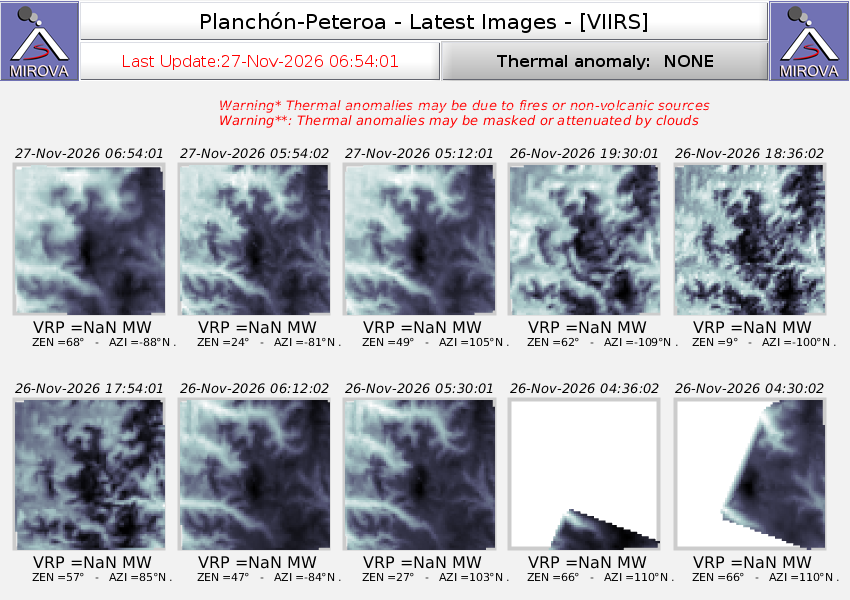 Planchón-Peteroa - Latest Images - [VIIRS]
MIROVA
Last Update:27-Nov-2026 06:54:01
Thermal anomaly: NONE
MIROVA
Warning* Thermal anomalies may be due to fires or non-volcanic sources
Warning**: Thermal anomalies may be masked or attenuated by clouds
27-Nov-2026 06:54:01 27-Nov-2026 05:54:02 27-Nov-2026 05:12:01 26-Nov-2026 19:30:01 26-Nov-2026 18:36:02
VRP =NaN MW VRP =NaN MW VRP =NaN MW VRP =NaN MW VRP =NaN MW
ZEN =68° - AZI =-88°N . ZEN =24° - AZI =-81°N . ZEN =49° - AZI =105°N . ZEN =62° - AZI =-109°N . ZEN =9° - AZI =-100°N .
26-Nov-2026 17:54:01 26-Nov-2026 06:12:02 26-Nov-2026 05:30:01 26-Nov-2026 04:36:02 26-Nov-2026 04:30:02
VRP =NaN MW VRP =NaN MW VRP =NaN MW VRP =NaN MW VRP =NaN MW
ZEN =57° - AZI =85°N . ZEN =47° - AZI =-84°N . ZEN =27° - AZI =103°N . ZEN =66° - AZI =110°N . ZEN =66° - AZI =110°N .